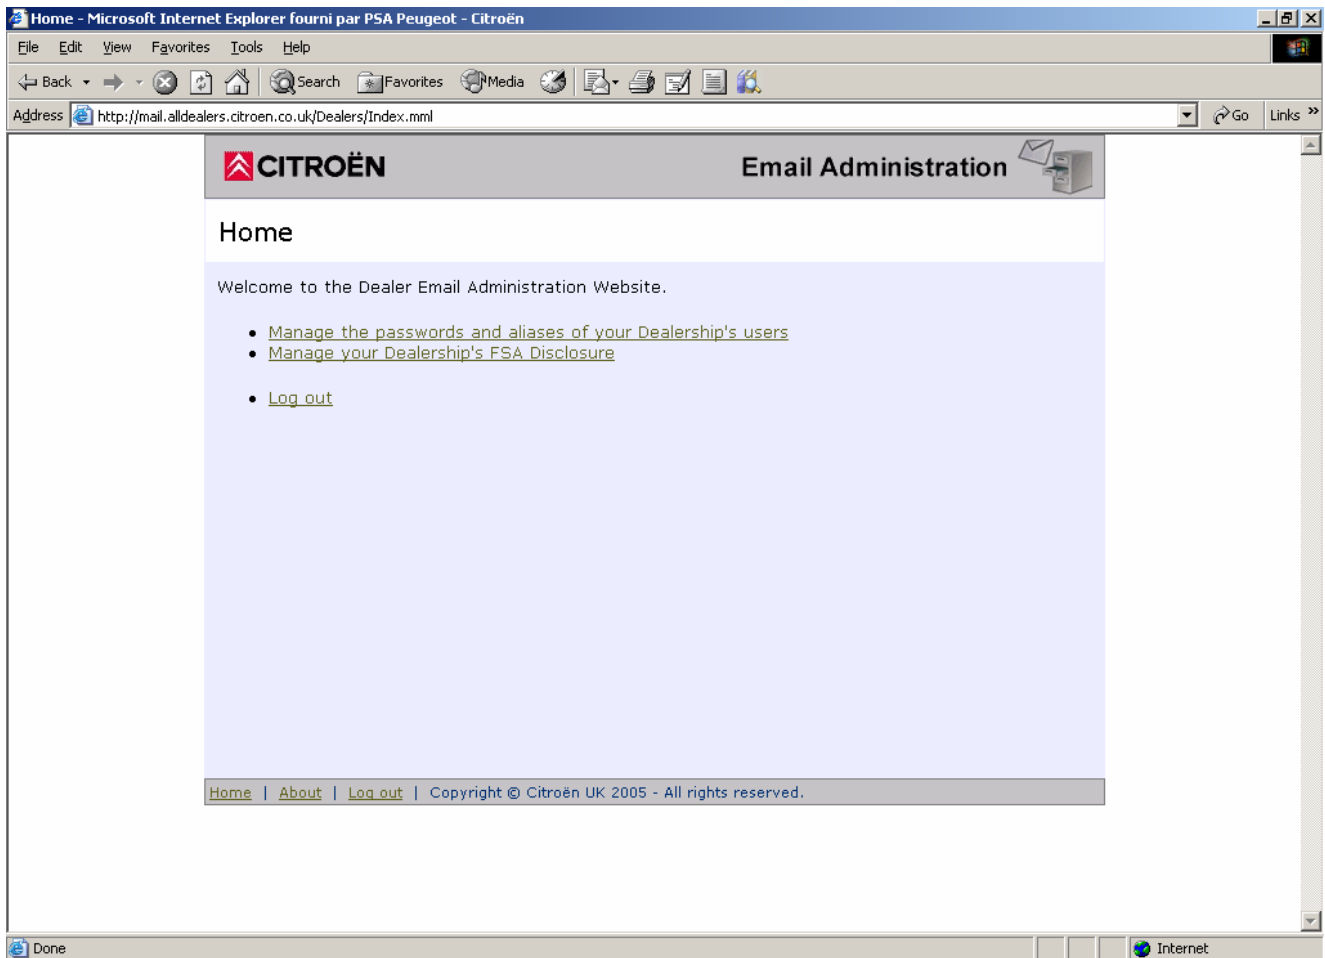 Home - Microsoft Internet Explorer fourni par PSA Peugeot - Citroën
File Edit View Favorites Tools Help
Back Search Favorites Media
Address http://mail.alldealers.citroen.co.uk/Dealers/Index.mml Go Links »
CITROËN Email Administration
Home
Welcome to the Dealer Email Administration Website.
• Manage the passwords and aliases of your Dealership's users
• Manage your Dealership's FSA Disclosure
• Log out
Home | About | Log out | Copyright © Citroën UK 2005 - All rights reserved.
Done Internet